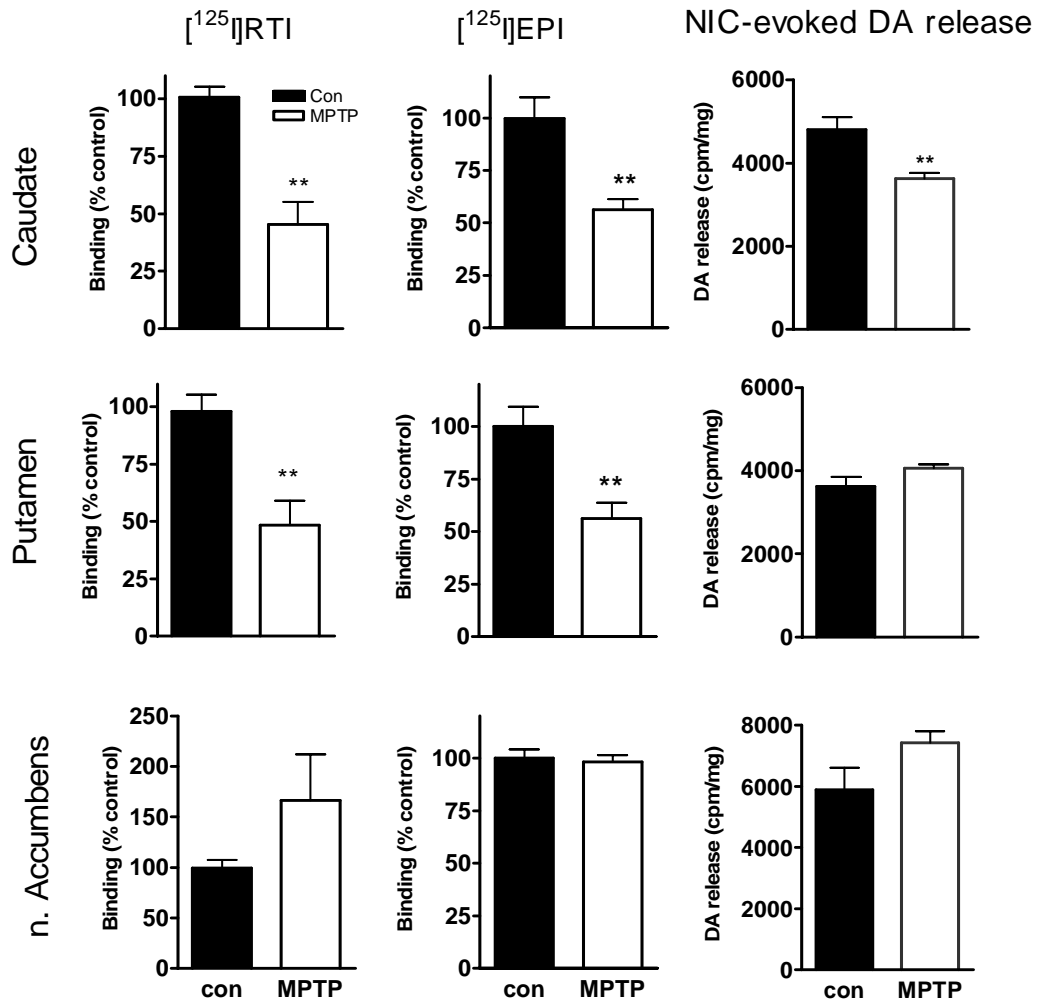 [¹²⁵I]RTI
[¹²⁵I]EPI
NIC-evoked DA release
Caudate
Binding (% control)
100
75
50
25
0
Con
MPTP
**
Binding (% control)
100
75
50
25
0
**
DA release (cpm/mg)
6000
4000
2000
0
**
Putamen
Binding (% control)
100
75
50
25
0
**
Binding (% control)
100
75
50
25
0
**
DA release (cpm/mg)
6000
4000
2000
0
n. Accumbens
Binding (% control)
250
200
150
100
50
0
con MPTP
Binding (% control)
100
75
50
25
0
con MPTP
DA release (cpm/mg)
8000
6000
4000
2000
0
con MPTP